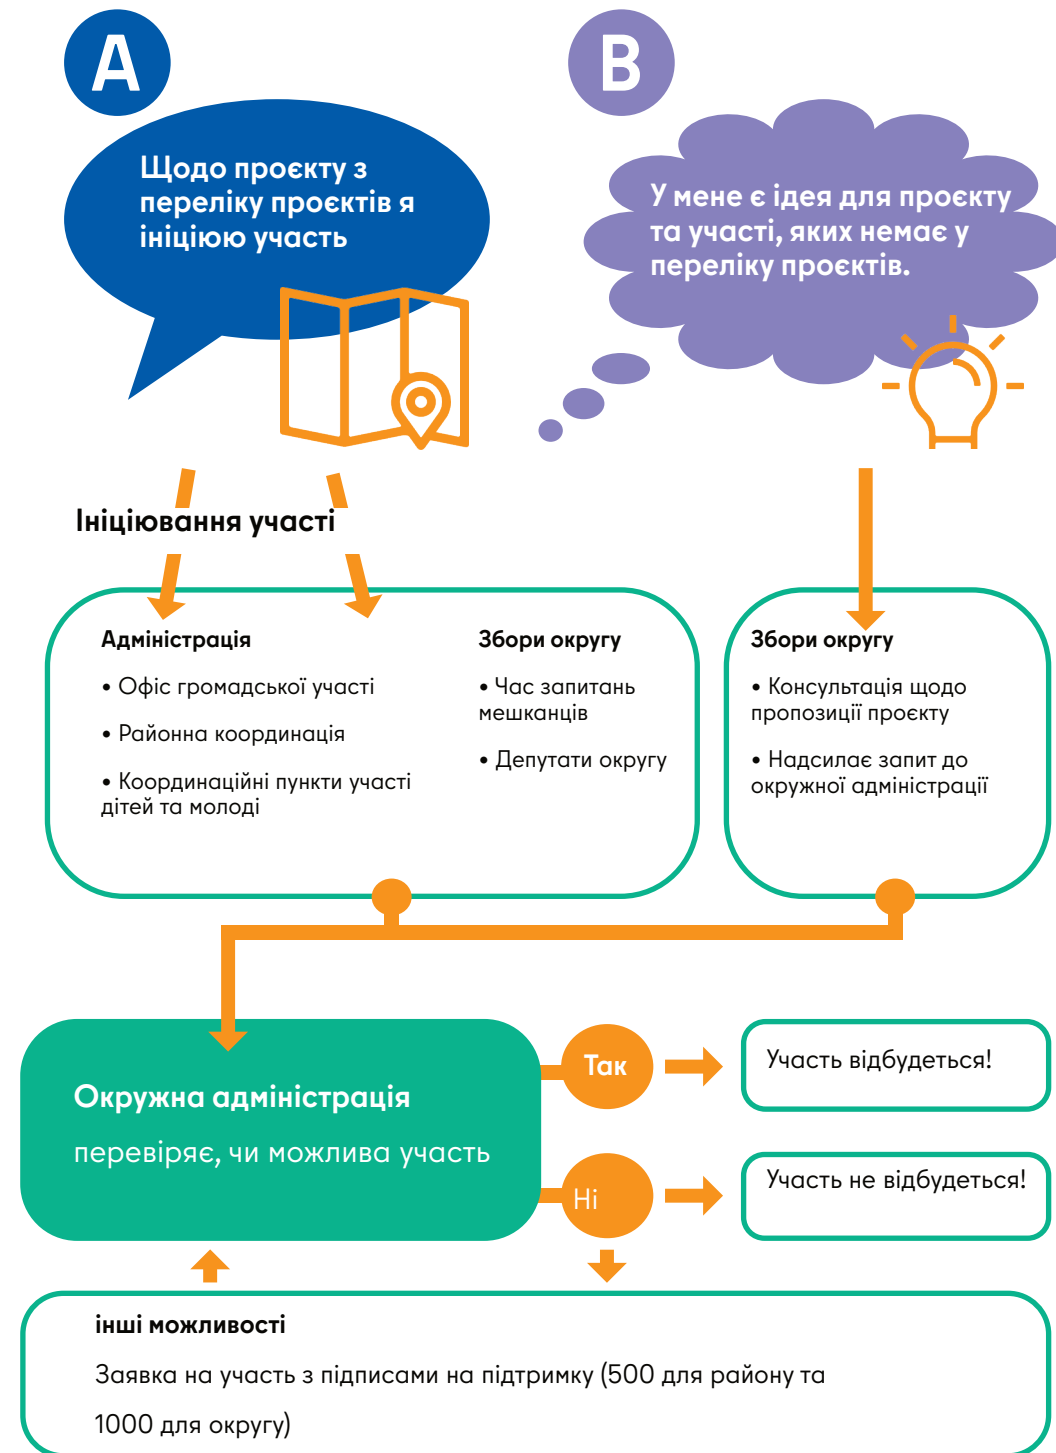 A
Щодо проєкту з
переліку проєктів я
ініціюю участь
B
У мене є ідея для проєкту
та участі, яких немає у
переліку проєктів.
Ініціювання участі
Адміністрація
• Офіс громадської участі
• Районна координація
• Координаційні пункти участі
дітей та молоді
Збори округу
• Час запитань
мешканців
• Депутати округу
Збори округу
• Консультація щодо
пропозиції проєкту
• Надсилає запит до
окружної адміністрації
Окружна адміністрація
перевіряє, чи можлива участь
Так
Участь відбудеться!
Ні
Участь не відбудеться!
інші можливості
Заявка на участь з підписами на підтримку (500 для району та
1000 для округу)